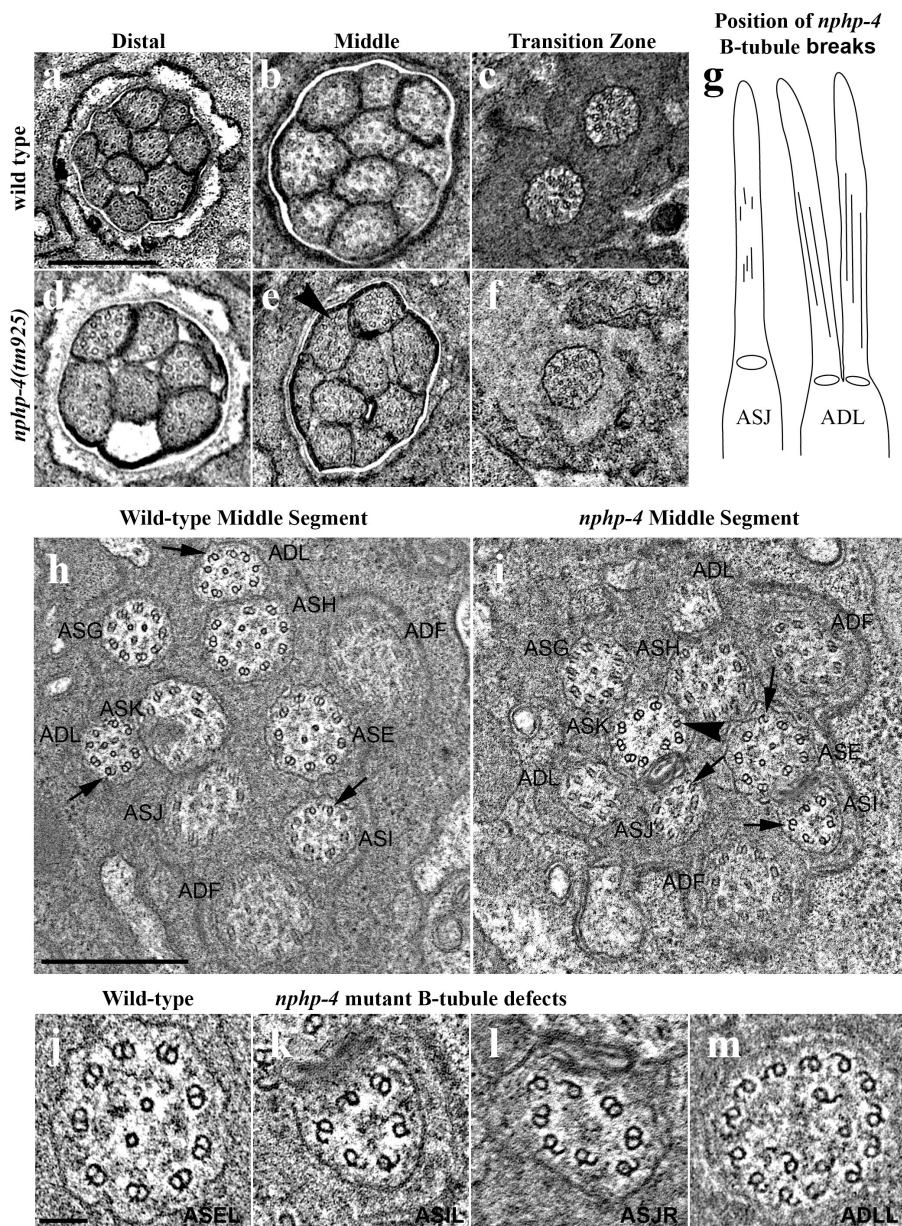 Distal
Middle
Transition Zone
Position of nphp-4
B-tubule breaks
wild type
a
b
c
g
nphp-4(tm925)
d
e
f
ASJ
ADL
Wild-type Middle Segment
nphp-4 Middle Segment
h
ADL
ASG
ASH
ADF
ASK
ADL
ASE
ASJ
ASI
ADF
i
ADL
ADF
ASG
ASH
ASK
ASE
ADL
ASJ
ASI
ADF
Wild-type
nphp-4 mutant B-tubule defects
j
ASEL
k
ASIL
l
ASJR
m
ADLL